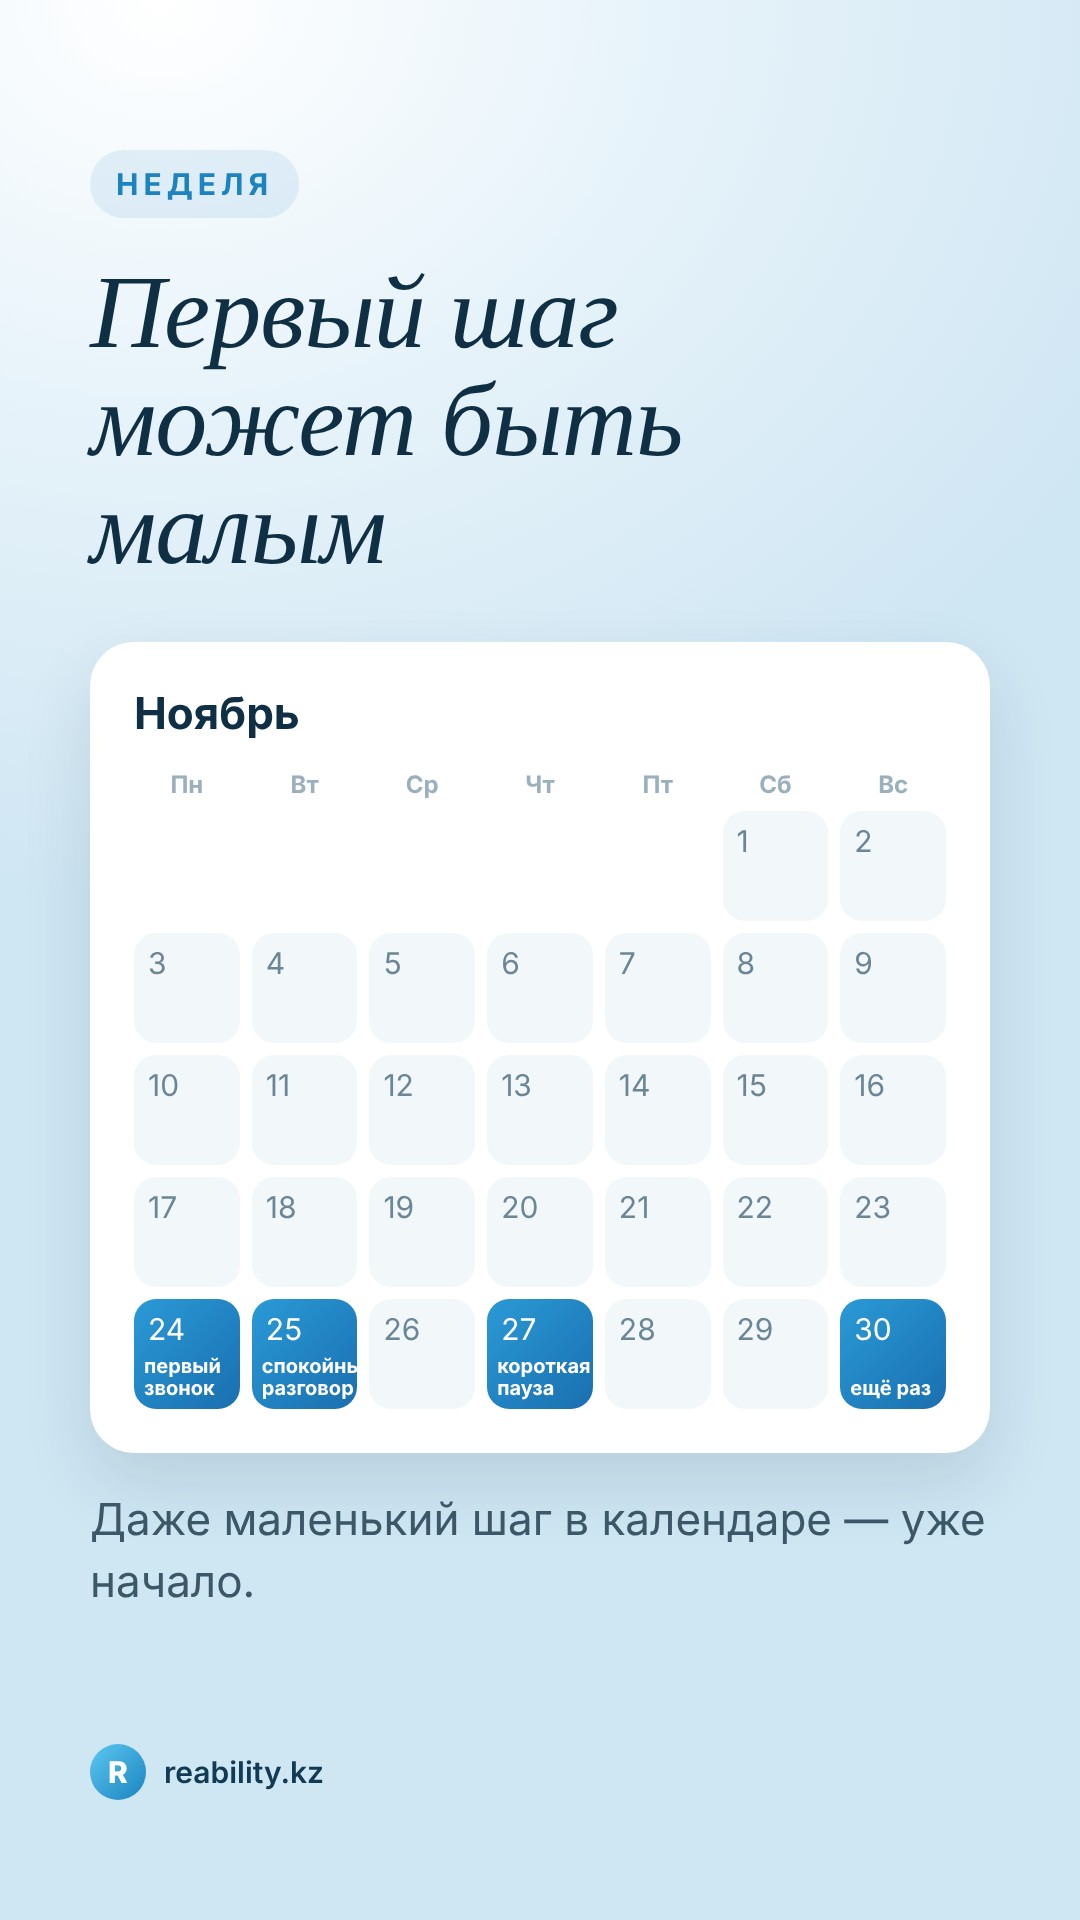 НЕДЕЛЯ
Первый шаг
может быть
малым
Ноябрь
Пн Вт Ср Чт Пт Сб Вс
1 2
3 4 5 6 7 8 9
10 11 12 13 14 15 16
17 18 19 20 21 22 23
24 25 26 27 28 29 30
первый
звонок
спокойнь
разговор
короткая
пауза
ещё раз
Даже маленький шаг в календаре — уже
начало.
R reability.kz